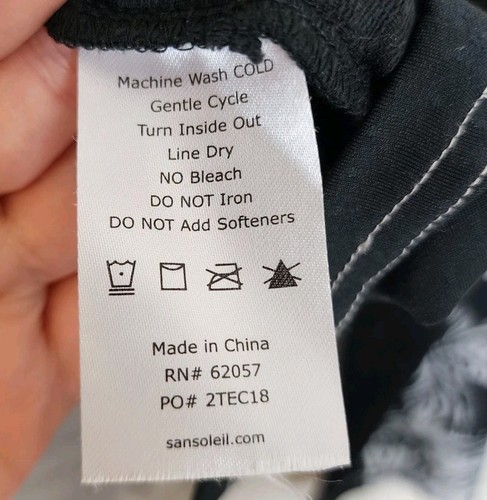 Machine Wash COLD
Gentle Cycle
Turn Inside Out
Line Dry
NO Bleach
DO NOT Iron
DO NOT Add Softeners
Made in China
RN# 62057
PO# 2TEC18
sansoleil.com